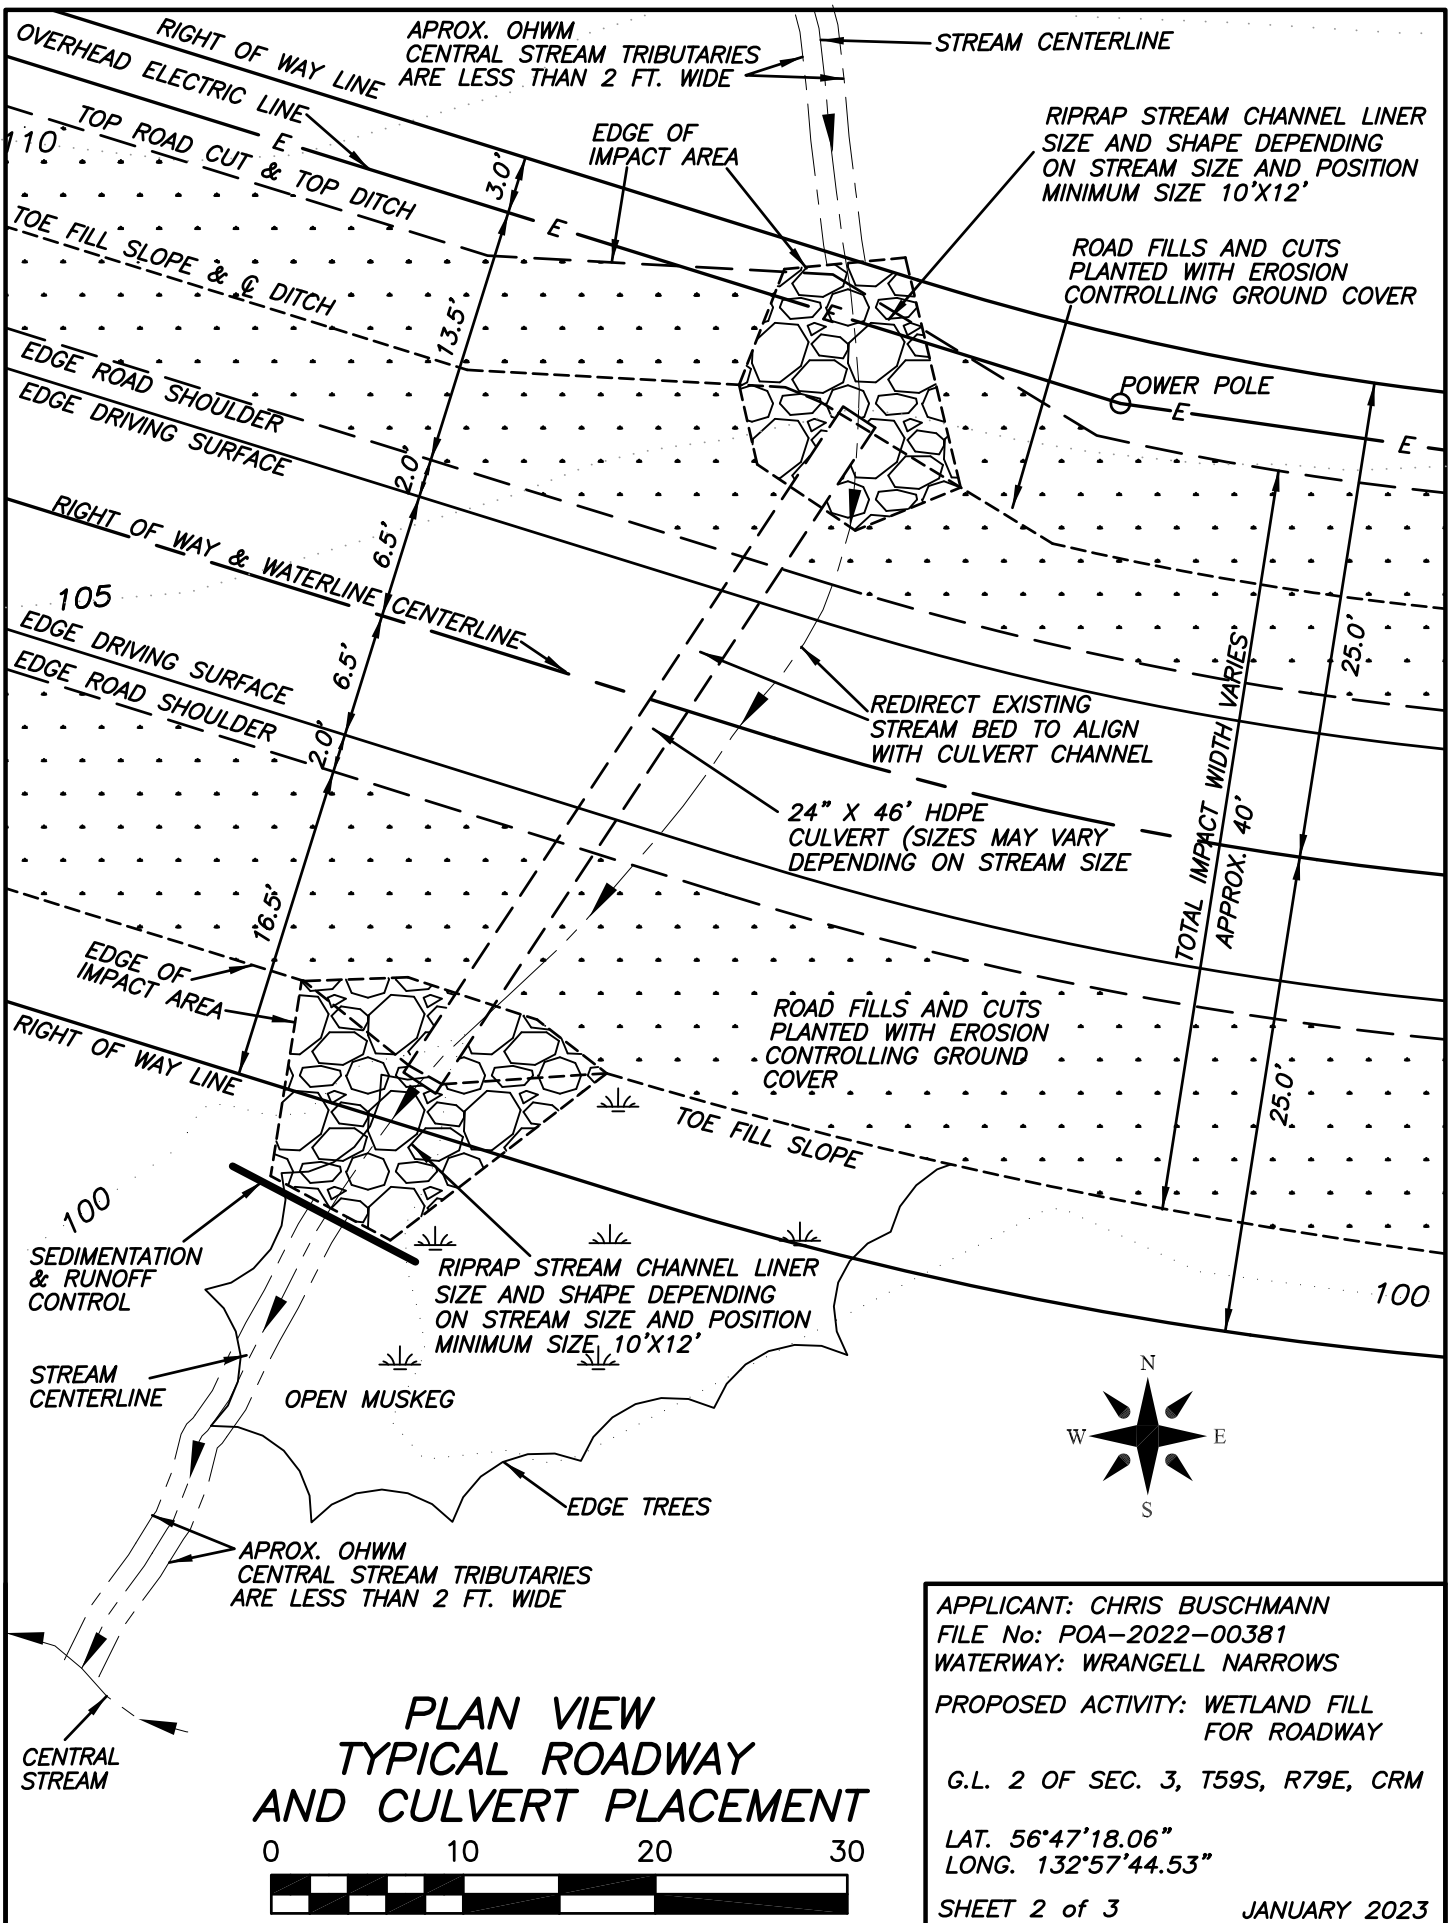 RIGHT OF WAY LINE
OVERHEAD ELECTRIC LINE
E
TOP ROAD CUT & TOP DITCH
110
TOE FILL SLOPE & ℄ DITCH
EDGE ROAD SHOULDER
EDGE DRIVING SURFACE
RIGHT OF WAY & WATERLINE CENTERLINE
105
EDGE DRIVING SURFACE
EDGE ROAD SHOULDER
APROX. OHWM
CENTRAL STREAM TRIBUTARIES
ARE LESS THAN 2 FT. WIDE
STREAM CENTERLINE
EDGE OF
IMPACT AREA
RIPRAP STREAM CHANNEL LINER
SIZE AND SHAPE DEPENDING
ON STREAM SIZE AND POSITION
MINIMUM SIZE 10'X12'
ROAD FILLS AND CUTS
PLANTED WITH EROSION
CONTROLLING GROUND COVER
E
E
POWER POLE
E
E
3.0'
13.5'
2.0'
6.5'
6.5'
2.0'
16.5'
REDIRECT EXISTING
STREAM BED TO ALIGN
WITH CULVERT CHANNEL
24" X 46' HDPE
CULVERT (SIZES MAY VARY
DEPENDING ON STREAM SIZE
TOTAL IMPACT WIDTH VARIES
APPROX. 40'
25.0'
25.0'
EDGE OF
IMPACT AREA
RIGHT OF WAY LINE
ROAD FILLS AND CUTS
PLANTED WITH EROSION
CONTROLLING GROUND
COVER
TOE FILL SLOPE
100
SEDIMENTATION
& RUNOFF
CONTROL
RIPRAP STREAM CHANNEL LINER
SIZE AND SHAPE DEPENDING
ON STREAM SIZE AND POSITION
MINIMUM SIZE 10'X12'
100
STREAM
CENTERLINE
OPEN MUSKEG
EDGE TREES
N
W E
S
APROX. OHWM
CENTRAL STREAM TRIBUTARIES
ARE LESS THAN 2 FT. WIDE
CENTRAL
STREAM
PLAN VIEW
TYPICAL ROADWAY
AND CULVERT PLACEMENT
0 10 20 30
APPLICANT: CHRIS BUSCHMANN
FILE No: POA-2022-00381
WATERWAY: WRANGELL NARROWS
PROPOSED ACTIVITY: WETLAND FILL
FOR ROADWAY
G.L. 2 OF SEC. 3, T59S, R79E, CRM
LAT. 56°47'18.06"
LONG. 132°57'44.53"
SHEET 2 of 3 JANUARY 2023